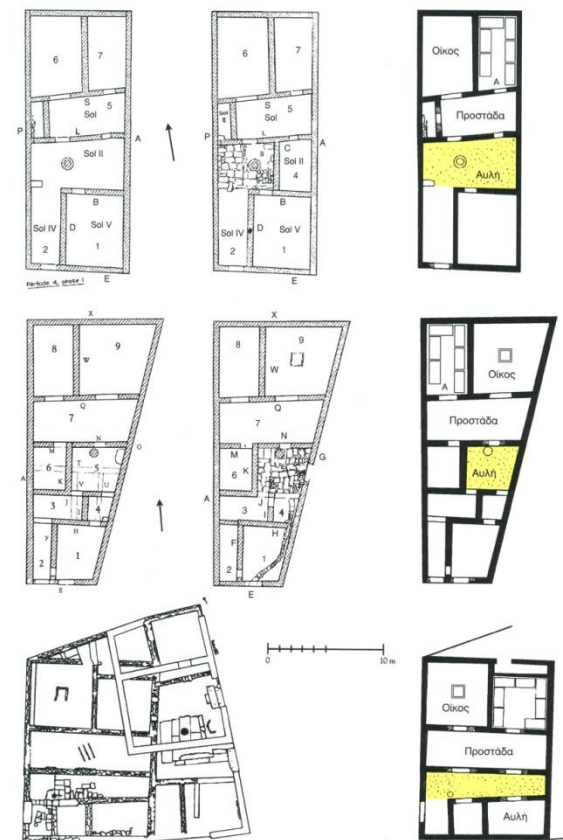 6
7
S
5
Sol
P
L
A
Sol II
B
Sol IV
D
Sol V
2
1
E
Période 4, phase 1
6
7
S
5
Sol
P
L
A
B
C
Sol II
4
B
Sol IV
D
Sol V
2
1
E
Οίκος
A
Προστάδα
Αυλή
X
8
W
9
Q
7
N
G
M
6
T
5
K
V
U
A
3
J
4
F
H
1
2
E
X
8
9
W
Q
7
M
N
G
6
K
A
J
3
I
4
F
H
2
1
E
A
Οίκος
Προστάδα
Αυλή
0
10 m
Οίκος
Προστάδα
Αυλή